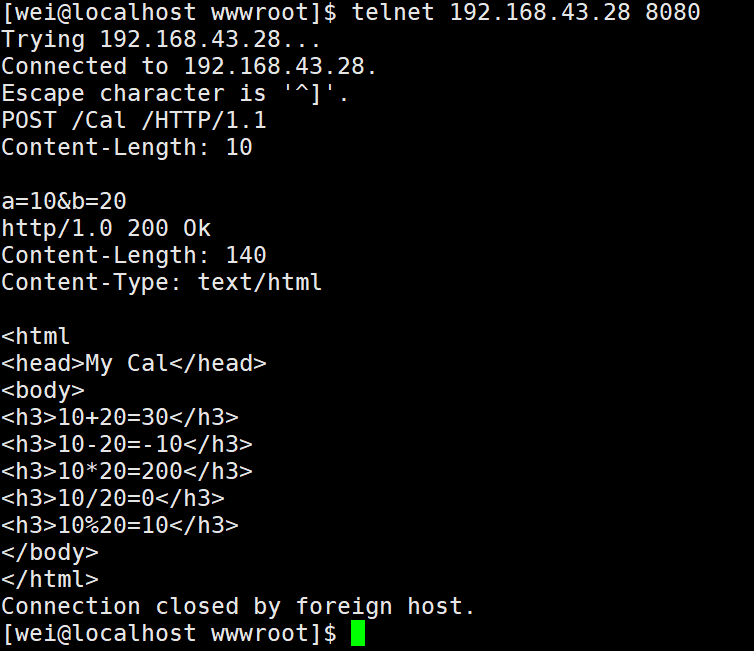 [wei@localhost wwwroot]$ telnet 192.168.43.28 8080
Trying 192.168.43.28...
Connected to 192.168.43.28.
Escape character is '^]'.
POST /Cal /HTTP/1.1
Content-Length: 10

a=10&b=20
http/1.0 200 Ok
Content-Length: 140
Content-Type: text/html

<html
<head>My Cal</head>
<body>
<h3>10+20=30</h3>
<h3>10-20=-10</h3>
<h3>10*20=200</h3>
<h3>10/20=0</h3>
<h3>10%20=10</h3>
</body>
</html>
Connection closed by foreign host.
[wei@localhost wwwroot]$